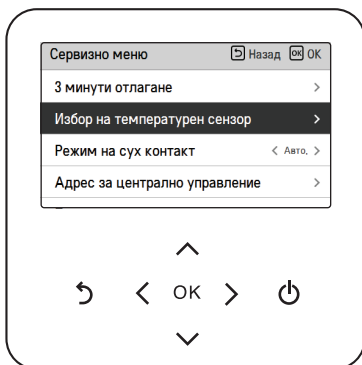 Сервизно меню Назад OK OK
3 минути отлагане
Избор на температурен сензор
Режим на сух контакт Авто.
Адрес за централно управление
OK